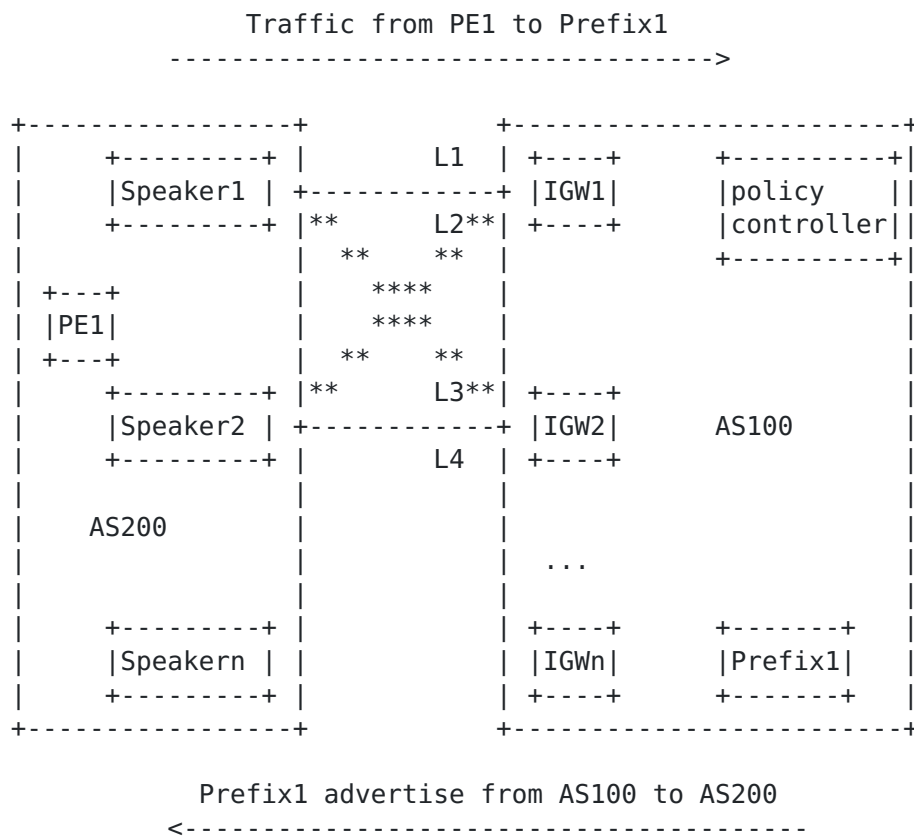 Traffic from PE1 to Prefix1
----------------------------------->
L1
Speaker1 IGW1 policy
L2 controller
PE1
L3
Speaker2 IGW2 AS100
L4
AS200
...
Speakern IGWn Prefix1
Prefix1 advertise from AS100 to AS200
<----------------------------------------